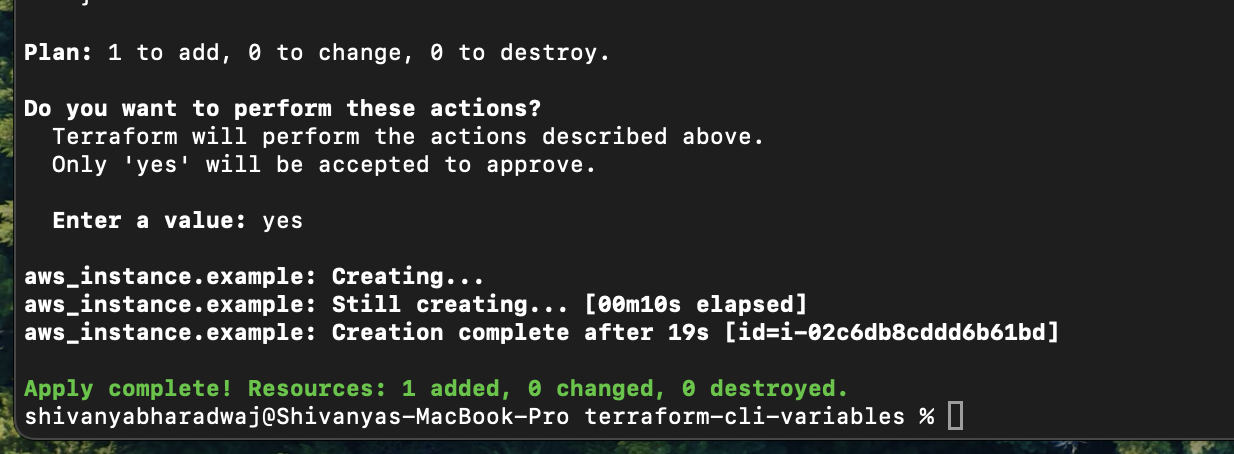 Plan: 1 to add, 0 to change, 0 to destroy.
Do you want to perform these actions?
Terraform will perform the actions described above.
Only 'yes' will be accepted to approve.
Enter a value: yes
aws_instance.example: Creating...
aws_instance.example: Still creating... [00m10s elapsed]
aws_instance.example: Creation complete after 19s [id=i-02c6db8cddd6b61bd]
Apply complete! Resources: 1 added, 0 changed, 0 destroyed.
shivanyabharadwaj@Shivanyas-MacBook-Pro terraform-cli-variables %